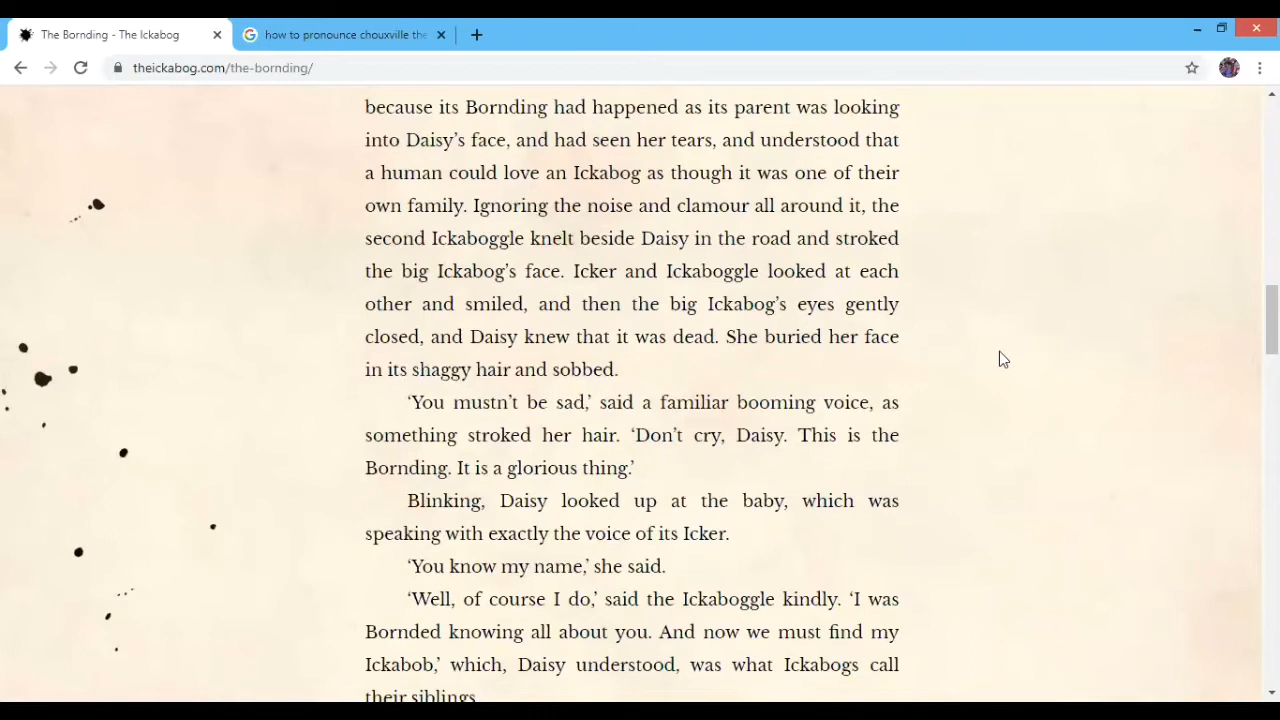 The Bornding - The Ickabog
how to pronounce chouxville the
theickabog.com/the-bornding/
because its Bornding had happened as its parent was looking
into Daisy’s face, and had seen her tears, and understood that
a human could love an Ickabog as though it was one of their
own family. Ignoring the noise and clamour all around it, the
second Ickaboggle knelt beside Daisy in the road and stroked
the big Ickabog’s face. Icker and Ickaboggle looked at each
other and smiled, and then the big Ickabog’s eyes gently
closed, and Daisy knew that it was dead. She buried her face
in its shaggy hair and sobbed.
‘You mustn’t be sad,’ said a familiar booming voice, as
something stroked her hair. ‘Don’t cry, Daisy. This is the
Bornding. It is a glorious thing.’
Blinking, Daisy looked up at the baby, which was
speaking with exactly the voice of its Icker.
‘You know my name,’ she said.
‘Well, of course I do,’ said the Ickaboggle kindly. ‘I was
Bornded knowing all about you. And now we must find my
Ickabob,’ which, Daisy understood, was what Ickabogs call
their siblings